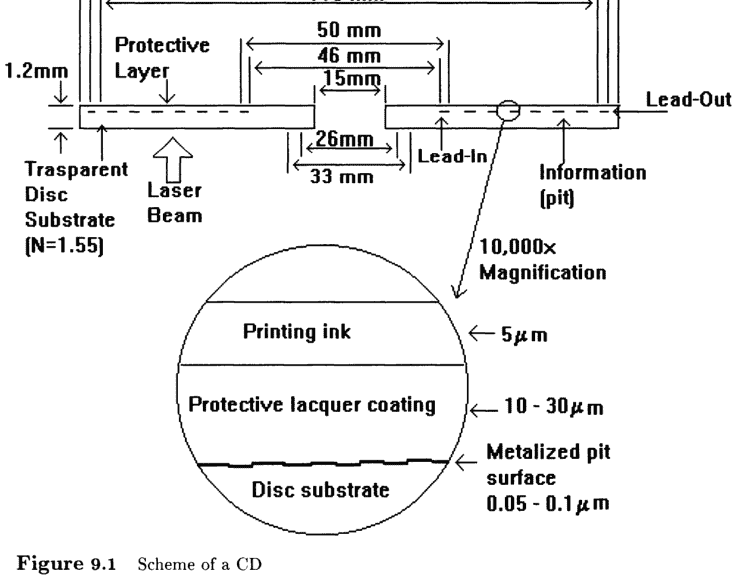 50 mm
Protective
Layer
46 mm
1.2mm
15mm
Lead-Out
26mm
Lead-In
33 mm
Trasparent
Disc
Substrate
(N=1.55)
Laser
Beam
Information
(pit)
10,000x
Magnification
Printing ink
5μm
Protective lacquer coating
10 - 30μm
Metalized pit
surface
0.05 - 0.1μm
Disc substrate
Figure 9.1 Scheme of a CD